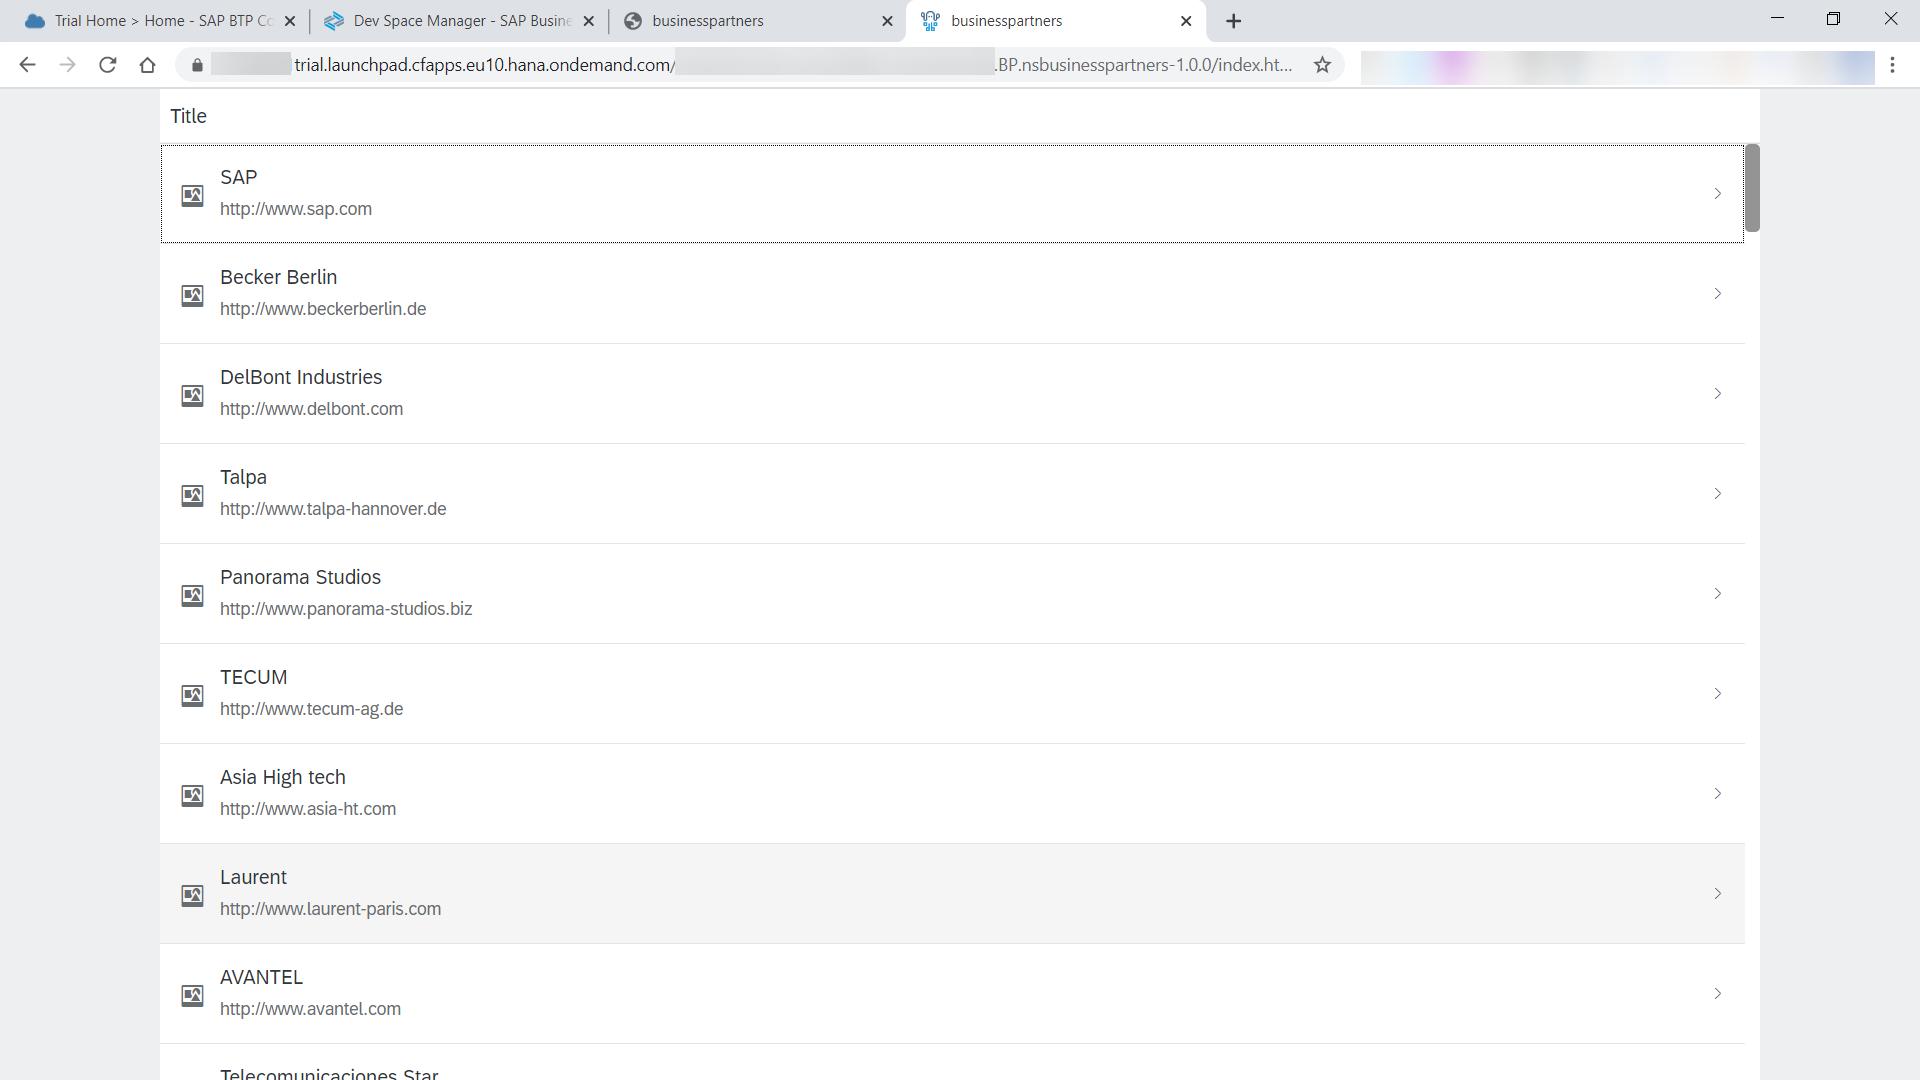 Trial Home > Home - SAP BTP Co
Dev Space Manager - SAP Busine
businesspartners
businesspartners
trial.launchpad.cfapps.eu10.hana.ondemand.com/
.BP.nsbusinesspartners-1.0.0/index.ht...
Title
SAP
http://www.sap.com
Becker Berlin
http://www.beckerberlin.de
DelBont Industries
http://www.delbont.com
Talpa
http://www.talpa-hannover.de
Panorama Studios
http://www.panorama-studios.biz
TECUM
http://www.tecum-ag.de
Asia High tech
http://www.asia-ht.com
Laurent
http://www.laurent-paris.com
AVANTEL
http://www.avantel.com
Telecomunicaciones Star